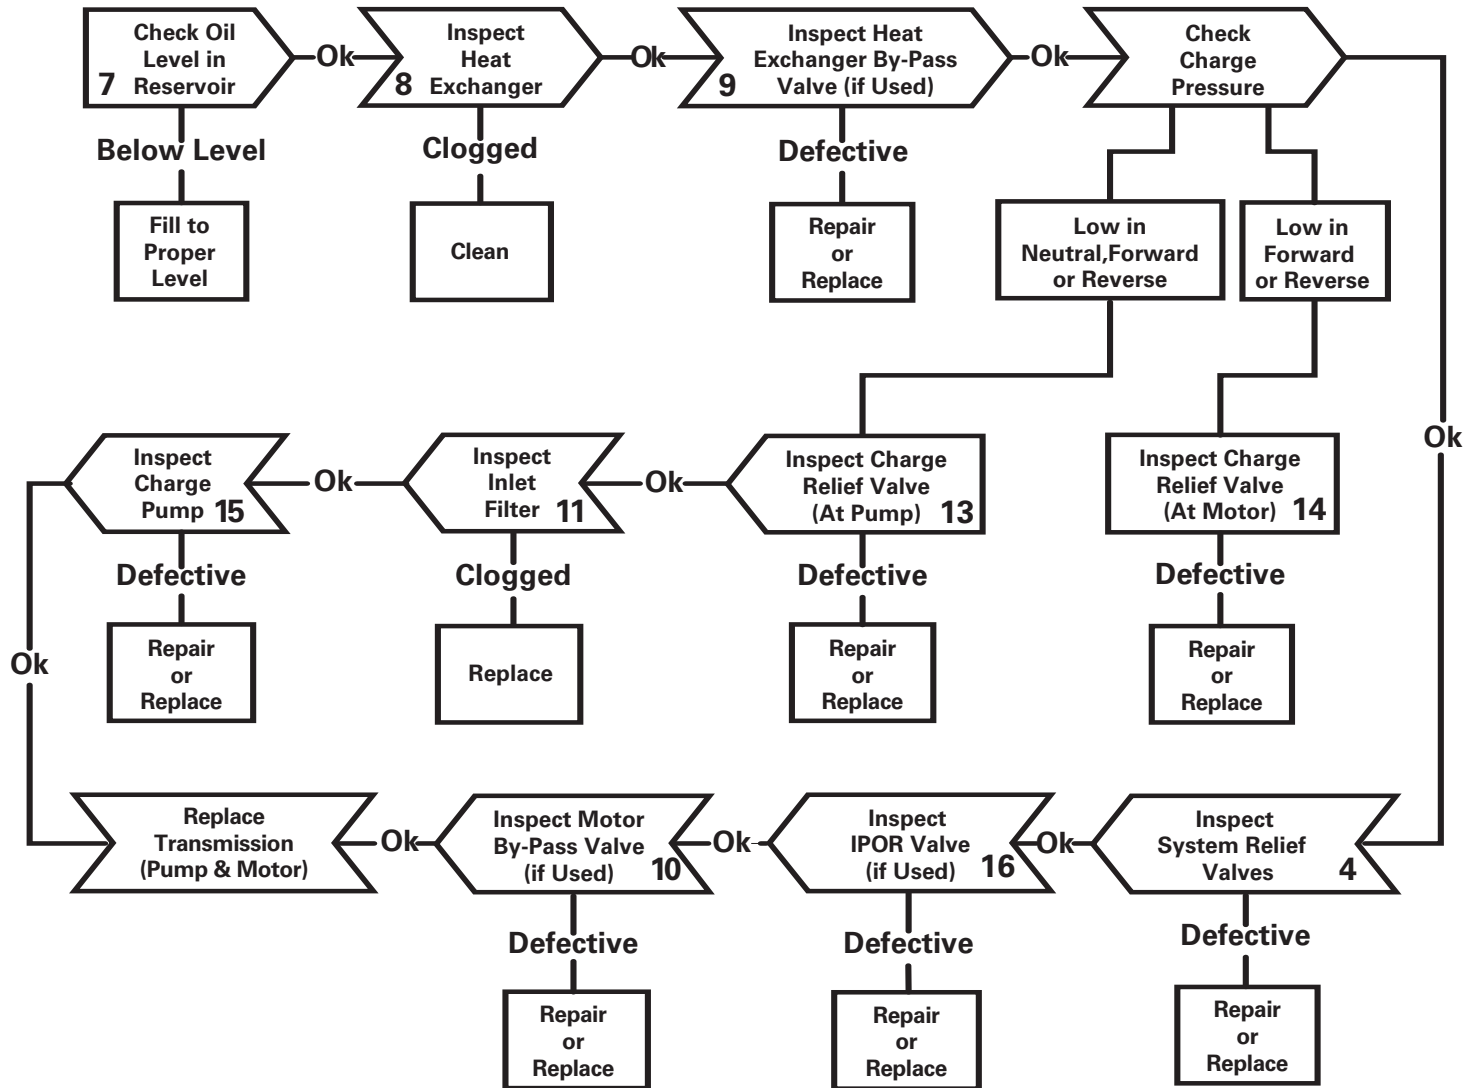 Check Oil
Level in
7 Reservoir
Ok
Inspect
Heat
8 Exchanger
Ok
Inspect Heat
Exchanger By-Pass
9 Valve (if Used)
Ok
Check
Charge
Pressure
Below Level
Clogged
Defective
Fill to
Proper
Level
Clean
Repair
or
Replace
Low in
Neutral,Forward
or Reverse
Low in
Forward
or Reverse
Ok
Inspect
Charge
Pump 15
Ok
Inspect
Inlet
Filter 11
Ok
Inspect Charge
Relief Valve
(At Pump) 13
Inspect Charge
Relief Valve
(At Motor) 14
Defective
Clogged
Defective
Defective
Ok
Repair
or
Replace
Replace
Repair
or
Replace
Repair
or
Replace
Replace
Transmission
(Pump & Motor)
Ok
Inspect Motor
By-Pass Valve
(if Used) 10
Ok
Inspect
IPOR Valve
(if Used) 16
Ok
Inspect
System Relief
Valves 4
Defective
Defective
Defective
Repair
or
Replace
Repair
or
Replace
Repair
or
Replace